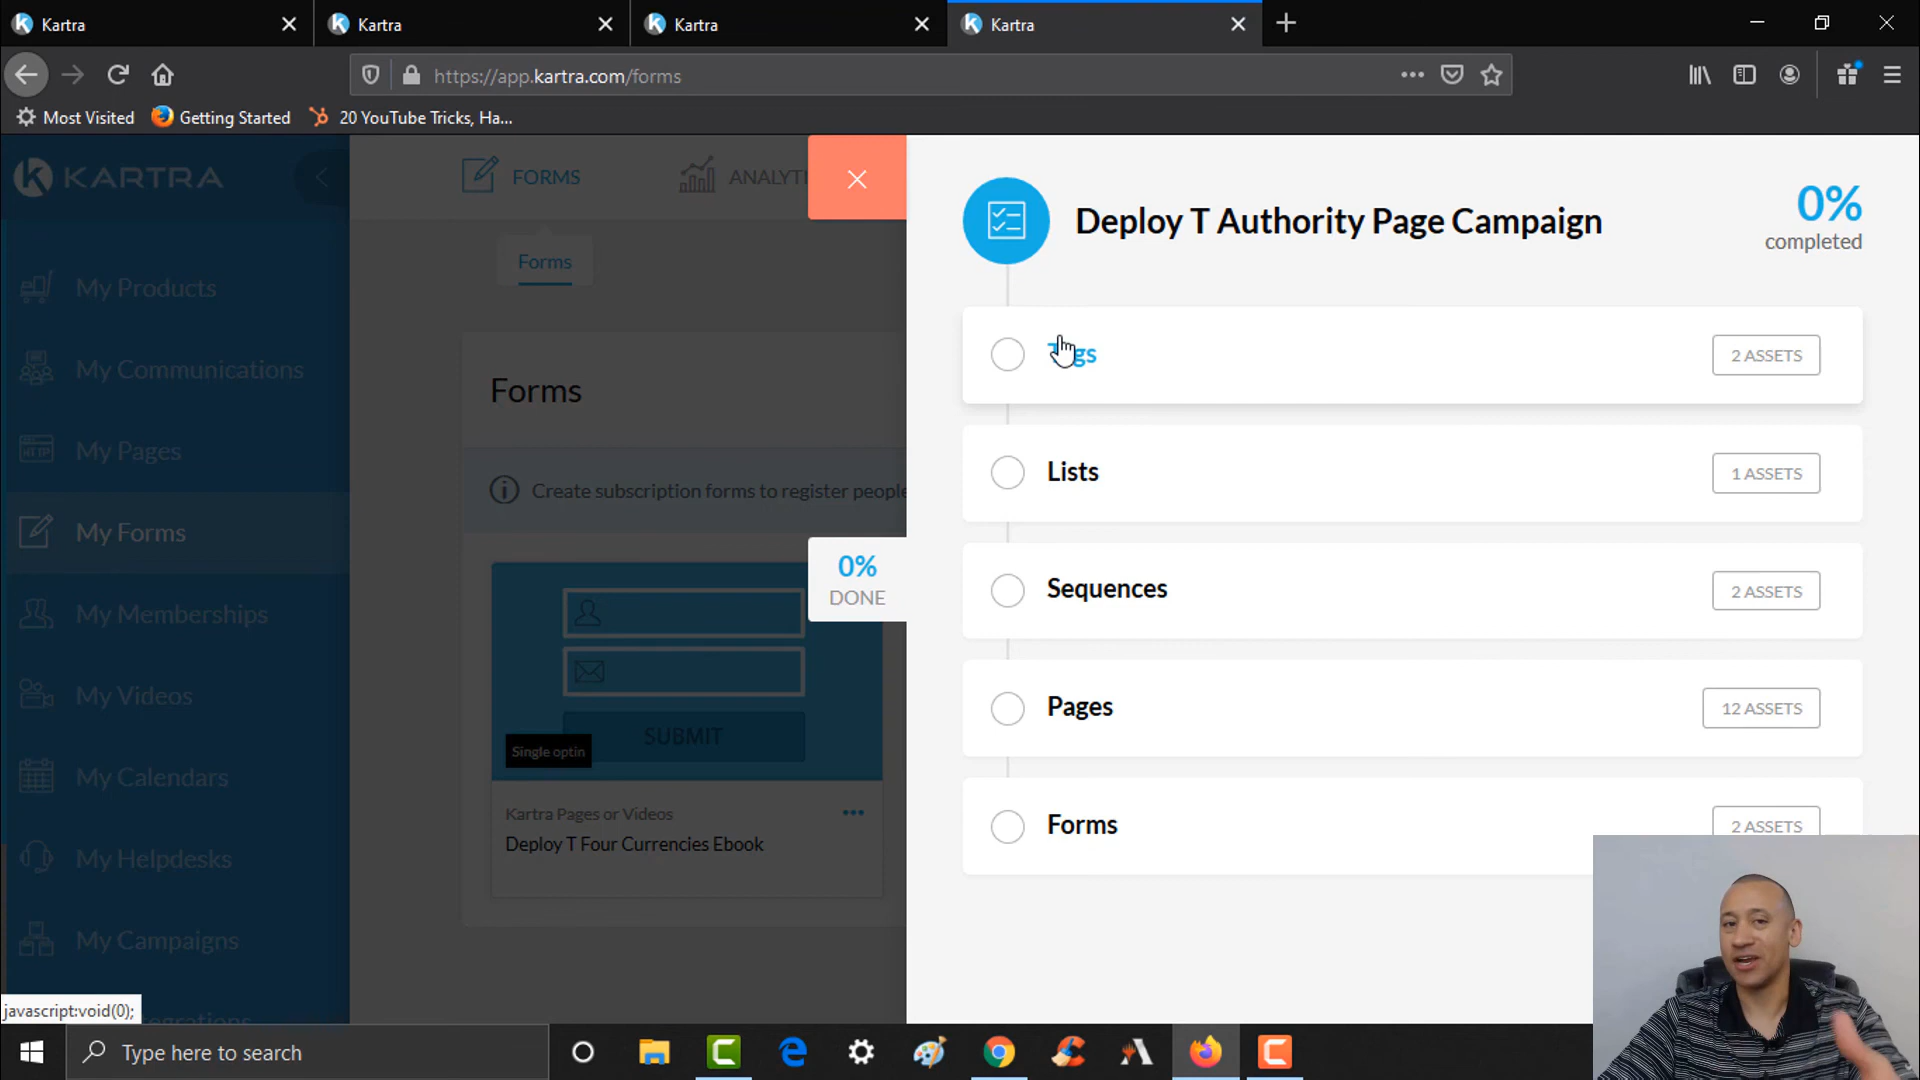 Kartra
Kartra
Kartra
Kartra
https://app.kartra.com/forms
Most Visited
Getting Started
20 YouTube Tricks, Ha...
KARTRA
My Products
My Communications
My Pages
My Forms
My Memberships
My Videos
My Calendars
My Helpdesks
My Campaigns
javascript:void(0);
FORMS
ANALYTI
Forms
Forms
Create subscription forms to register people
SUBMIT
Single optin
Kartra Pages or Videos
Deploy T Four Currencies Ebook
0%
DONE
Deploy T Authority Page Campaign
0%
completed
Tags
2 ASSETS
Lists
1 ASSETS
Sequences
2 ASSETS
Pages
12 ASSETS
Forms
2 ASSETS
Type here to search